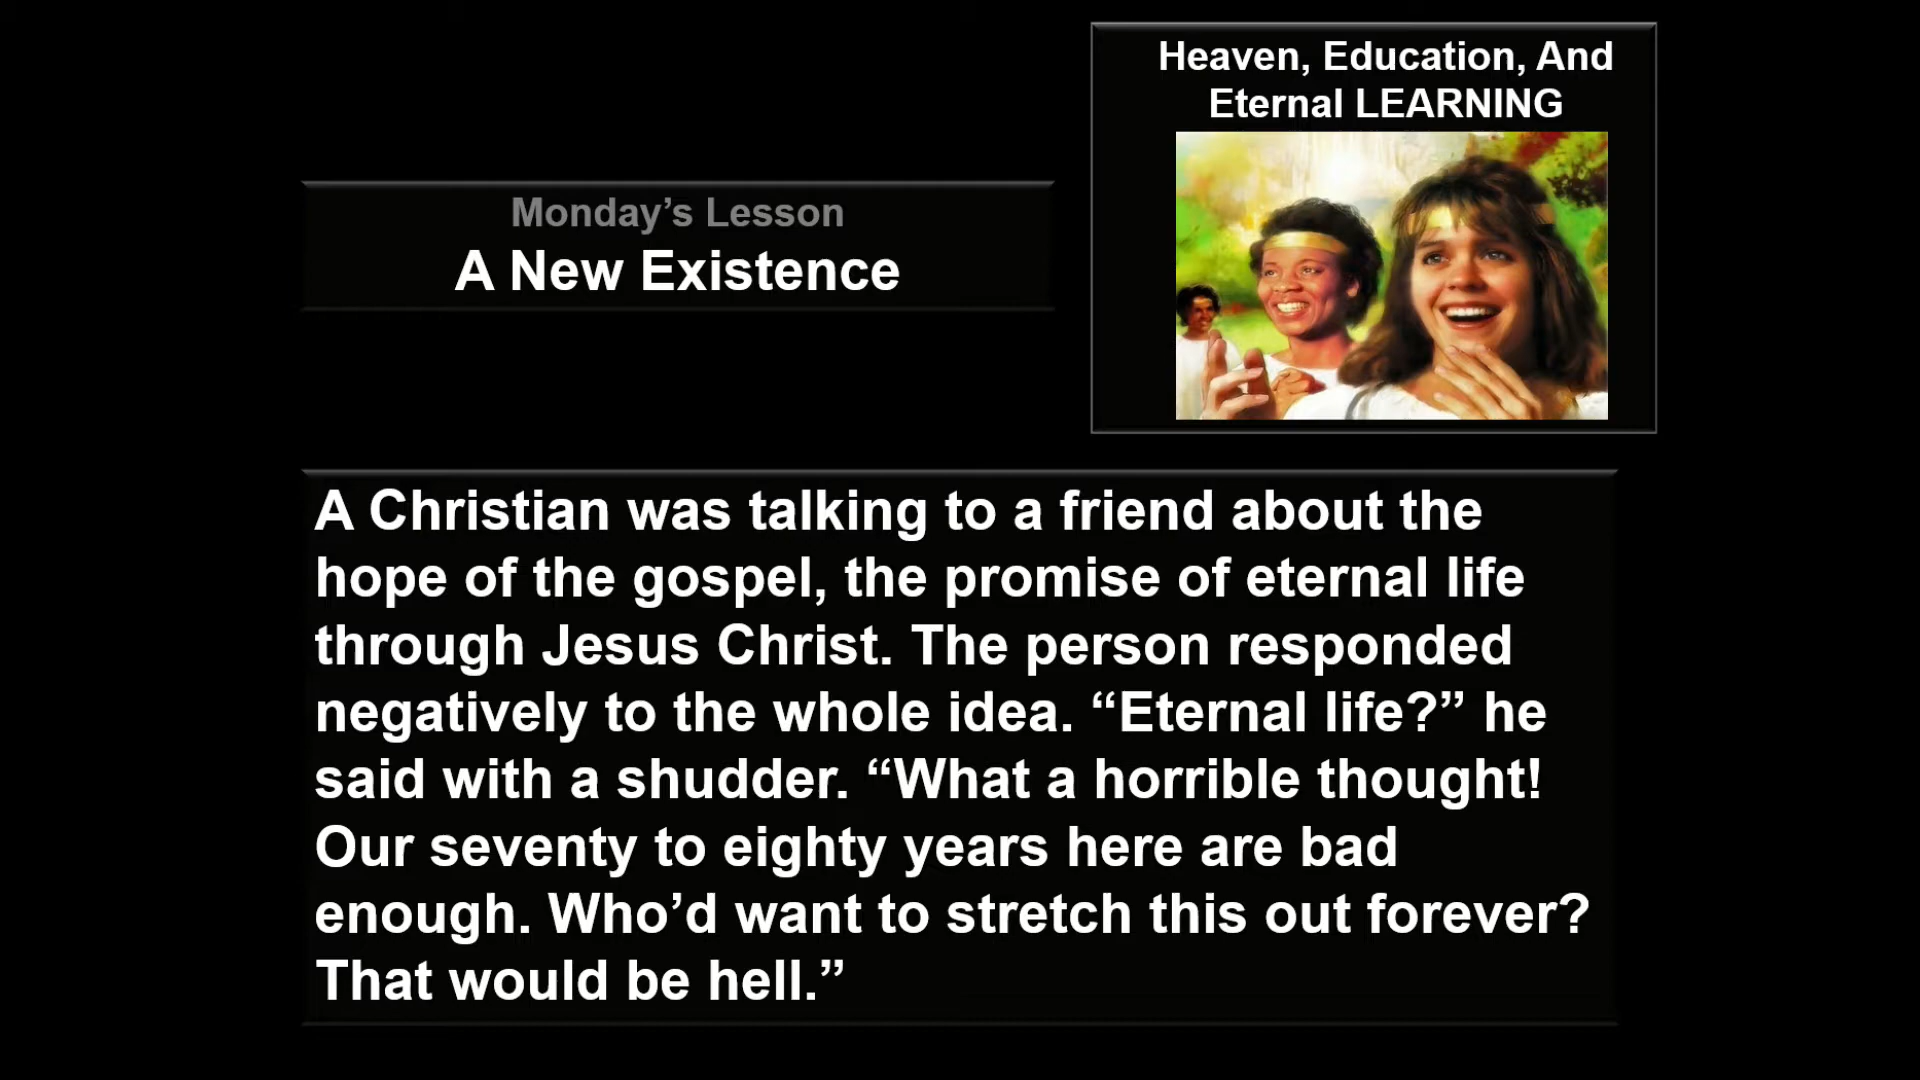 Heaven, Education, And
Eternal LEARNING
Monday’s Lesson
A New Existence
A Christian was talking to a friend about the
hope of the gospel, the promise of eternal life
through Jesus Christ. The person responded
negatively to the whole idea. “Eternal life?” he
said with a shudder. “What a horrible thought!
Our seventy to eighty years here are bad
enough. Who’d want to stretch this out forever?
That would be hell.”